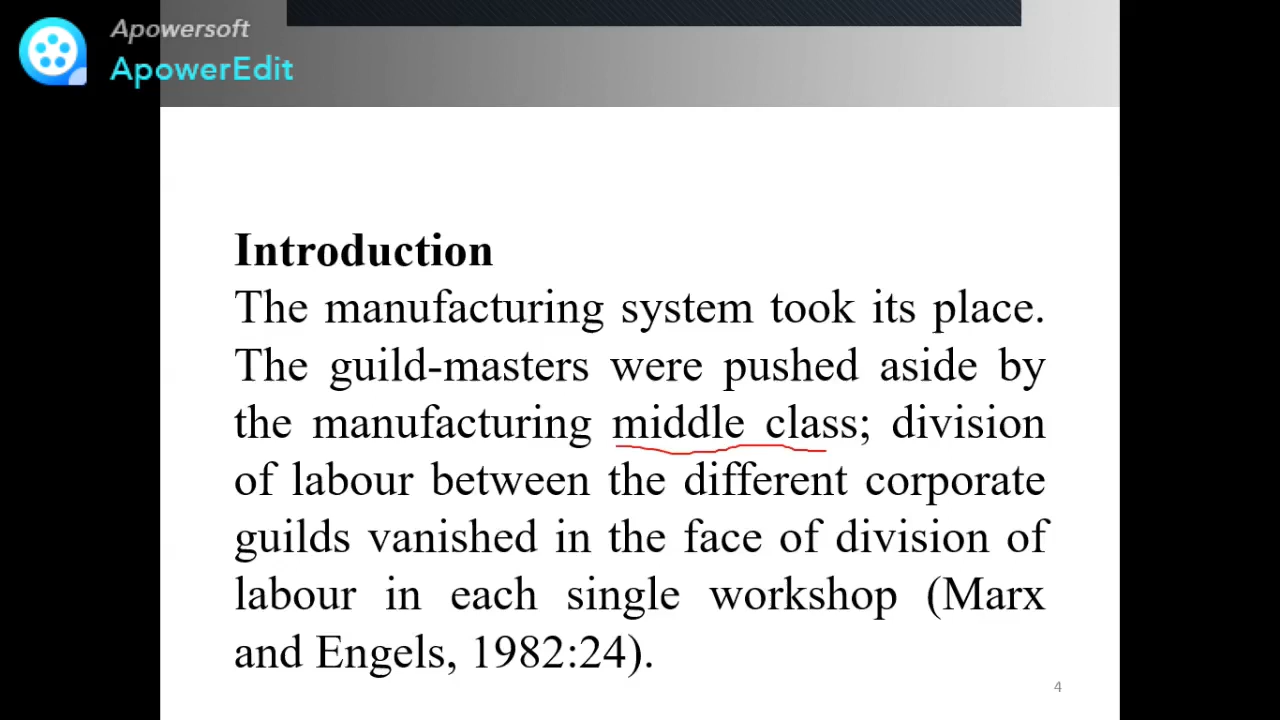 Apowersoft
ApowerEdit
Introduction
The manufacturing system took its place.
The guild-masters were pushed aside by
the manufacturing middle class; division
of labour between the different corporate
guilds vanished in the face of division of
labour in each single workshop (Marx
and Engels, 1982:24).
4